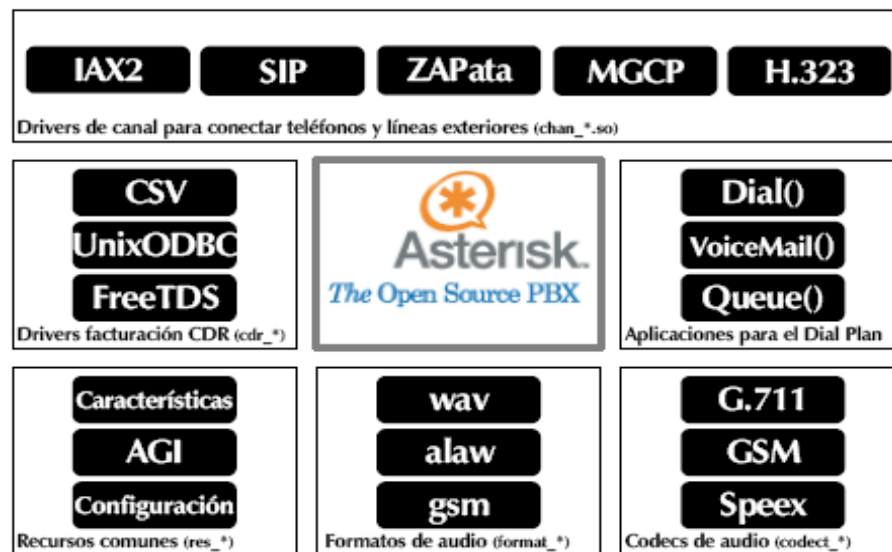 IAX2 SIP ZAPata MGCP H.323
Drivers de canal para conectar teléfonos y líneas exteriores (chan_*.so)
CSV
UnixODBC
FreeTDS
Drivers facturación CDR (cdr_*)
Asterisk™
The Open Source PBX
Dial()
VoiceMail()
Queue()
Aplicaciones para el Dial Plan
Características
AGI
Configuración
Recursos comunes (res_*)
wav
alaw
gsm
Formatos de audio (format_*)
G.711
GSM
Speex
Codecs de audio (codect_*)